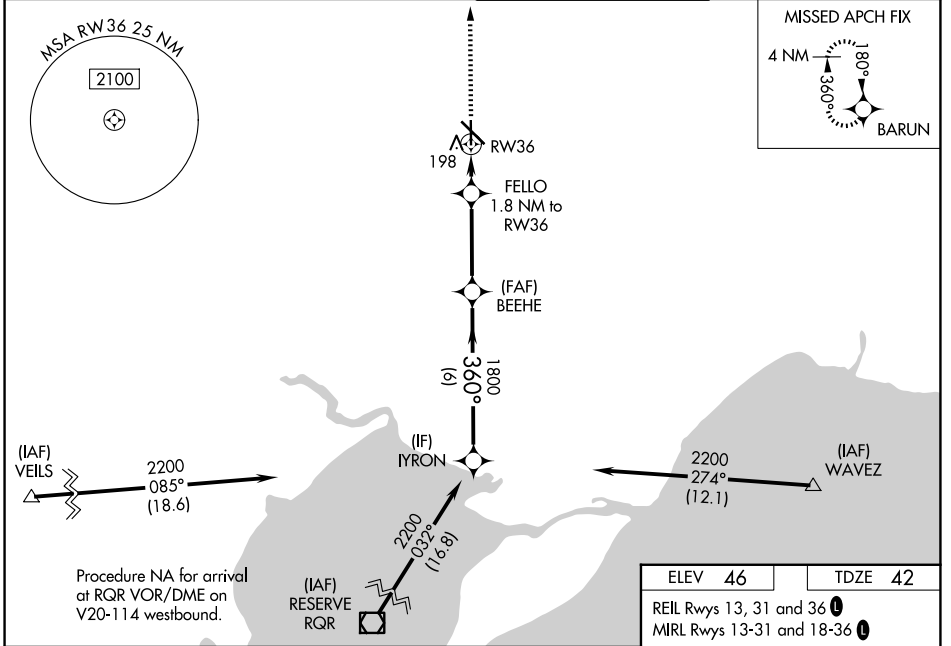 MSA RW36 25 NM
2100
MISSED APCH FIX
4 NM
180°
360°
BARUN
198
RW36
FELLO
1.8 NM to
RW36
(FAF)
BEEHE
1800
360°
(6)
(IF)
IYRON
(IAF)
VEILS
2200
085°
(18.6)
2200
274°
(12.1)
(IAF)
WAVEZ
2200
032°
(16.8)
(IAF)
RESERVE
RQR
Procedure NA for arrival
at RQR VOR/DME on
V20-114 westbound.
ELEV 46
TDZE 42
REIL Rwys 13, 31 and 36 L
MIRL Rwys 13-31 and 18-36 L